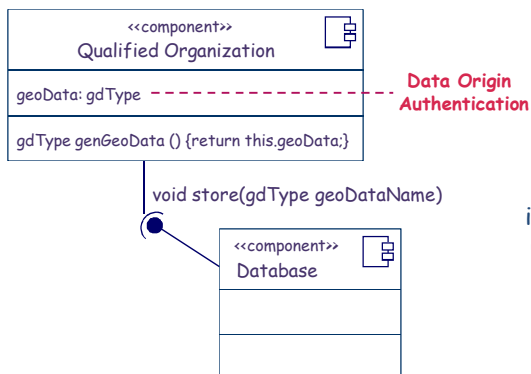 <<component>>
Qualified Organization
geoData: gdType
Data Origin
Authentication
gdType genGeoData () {return this.geoData;}
void store(gdType geoDataName)
i
<<component>>
Database